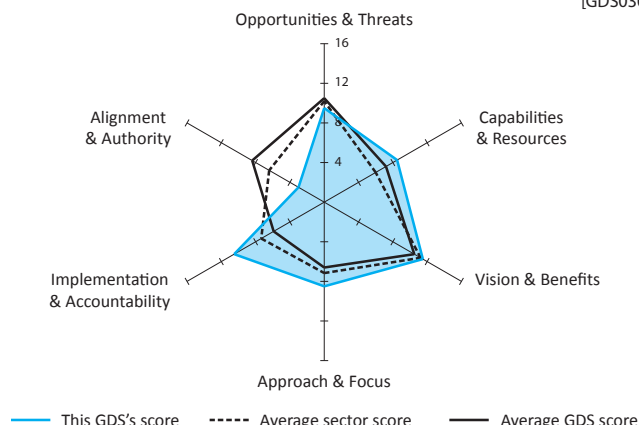 [GDS03
Opportunities & Threats
16
12
8
4
Alignment
& Authority
Capabilities
& Resources
Implementation
& Accountability
Vision & Benefits
Approach & Focus
This GDS's score
Average sector score
Average GDS score